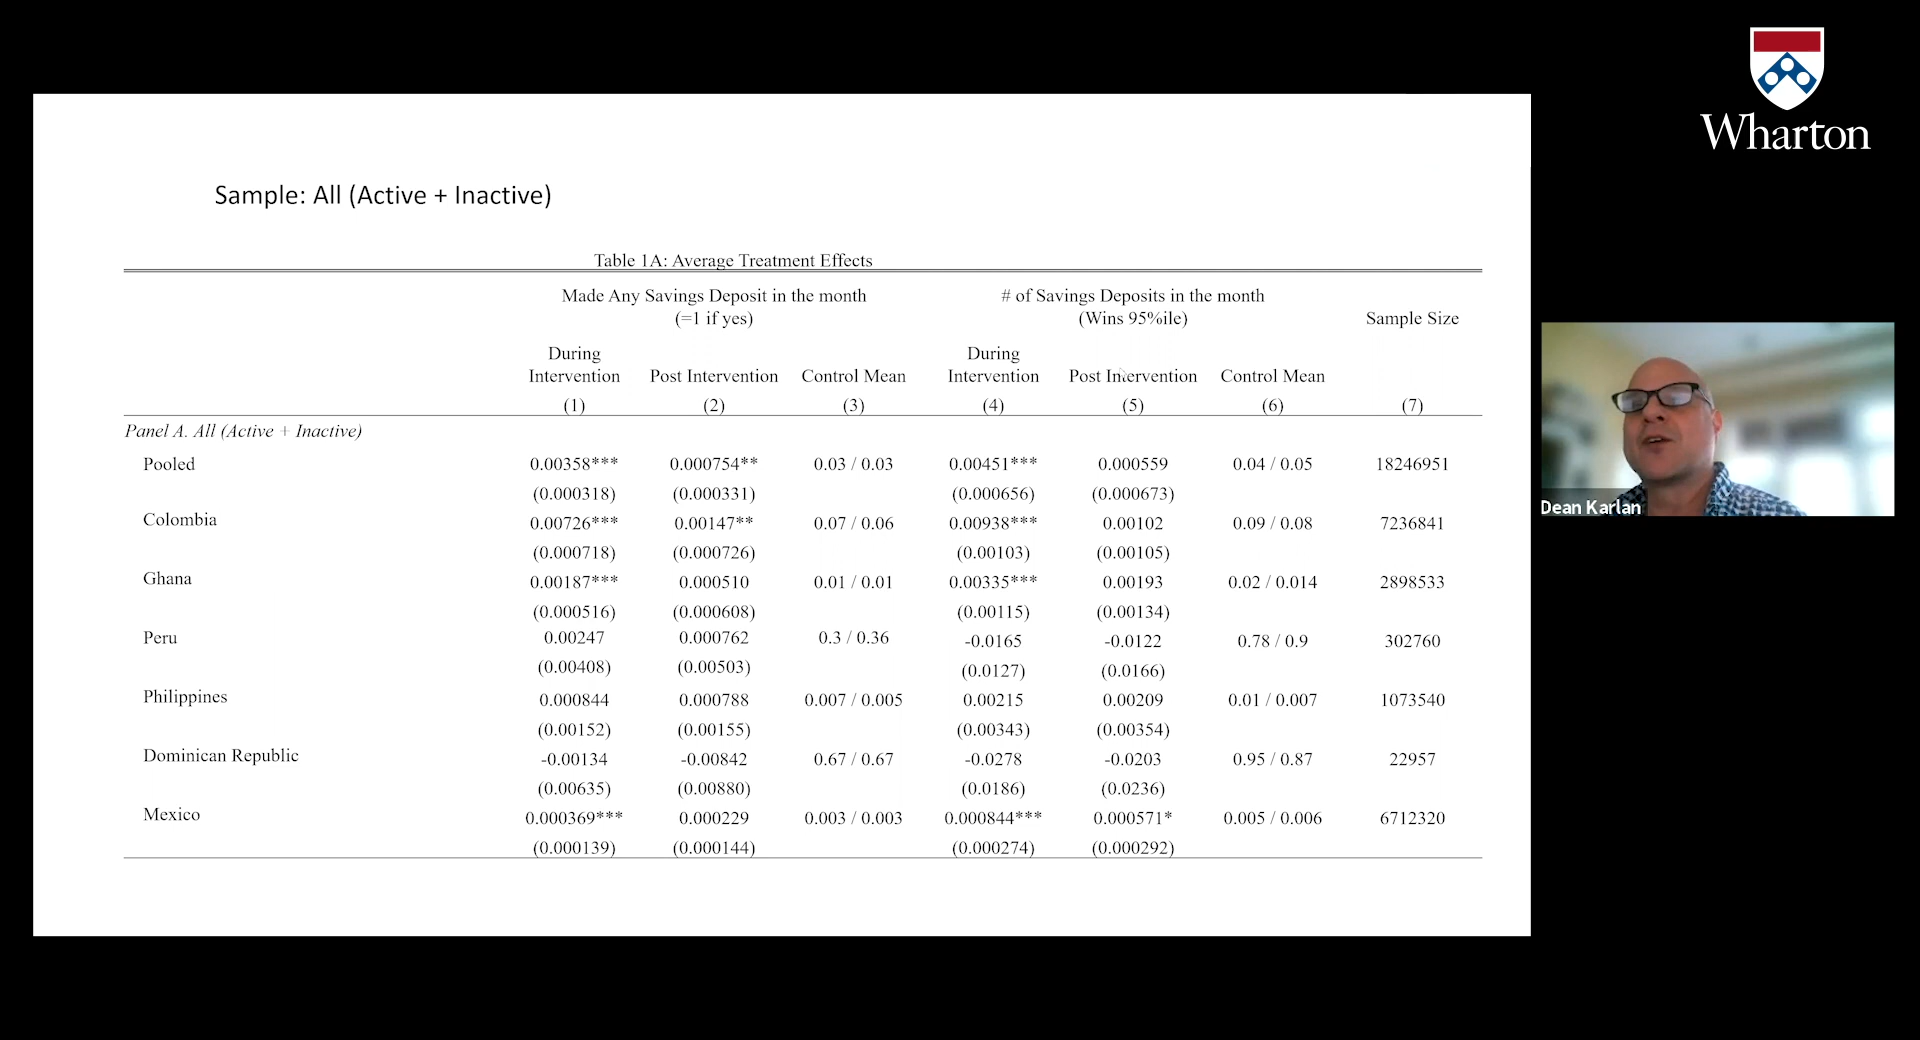 Wharton
Sample: All (Active + Inactive)
Table 1A: Average Treatment Effects
Made Any Savings Deposit in the month # of Savings Deposits in the month
(=1 if yes) (Wins 95%ile) Sample Size
During During
Intervention Post Intervention Control Mean Intervention Post Intervention Control Mean
(1) (2) (3) (4) (5) (6) (7)
Panel A. All (Active + Inactive)
Pooled 0.00358*** 0.000754** 0.03 / 0.03 0.00451*** 0.000559 0.04 / 0.05 18246951
(0.000318) (0.000331) (0.000656) (0.000673)
Colombia 0.00726*** 0.00147** 0.07 / 0.06 0.00938*** 0.00102 0.09 / 0.08 7236841
(0.000718) (0.000726) (0.00103) (0.00105)
Ghana 0.00187*** 0.000510 0.01 / 0.01 0.00335*** 0.00193 0.02 / 0.014 2898533
(0.000516) (0.000608) (0.00115) (0.00134)
Peru 0.00247 0.000762 0.3 / 0.36 -0.0165 -0.0122 0.78 / 0.9 302760
(0.00408) (0.00503) (0.0127) (0.0166)
Philippines 0.000844 0.000788 0.007 / 0.005 0.00215 0.00209 0.01 / 0.007 1073540
(0.00152) (0.00155) (0.00343) (0.00354)
Dominican Republic -0.00134 -0.00842 0.67 / 0.67 -0.0278 -0.0203 0.95 / 0.87 22957
(0.00635) (0.00880) (0.0186) (0.0236)
Mexico 0.000369*** 0.000229 0.003 / 0.003 0.000844*** 0.000571* 0.005 / 0.006 6712320
(0.000139) (0.000144) (0.000274) (0.000292)
Dean Karlan